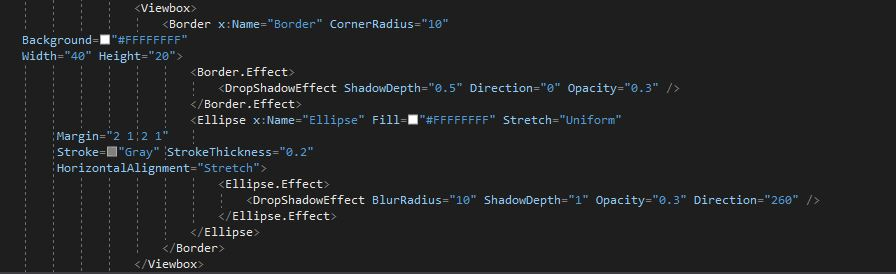 <Viewbox>
<Border x:Name="Border" CornerRadius="10"
Background="#FFFFFFFF"
Width="40" Height="20">
<Border.Effect>
<DropShadowEffect ShadowDepth="0.5" Direction="0" Opacity="0.3" />
</Border.Effect>
<Ellipse x:Name="Ellipse" Fill="#FFFFFFFF" Stretch="Uniform"
Margin="2 1 2 1"
Stroke="Gray" StrokeThickness="0.2"
HorizontalAlignment="Stretch">
<Ellipse.Effect>
<DropShadowEffect BlurRadius="10" ShadowDepth="1" Opacity="0.3" Direction="260" />
</Ellipse.Effect>
</Ellipse>
</Border>
</Viewbox>